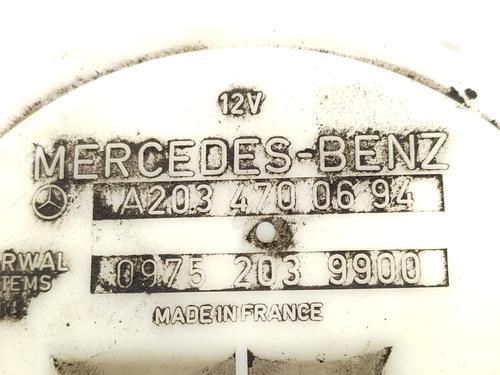 12V
MERCEDES-BENZ
A203 470 06 94
RWAL
TEMS
0975 203 9900
MADE IN FRANCE